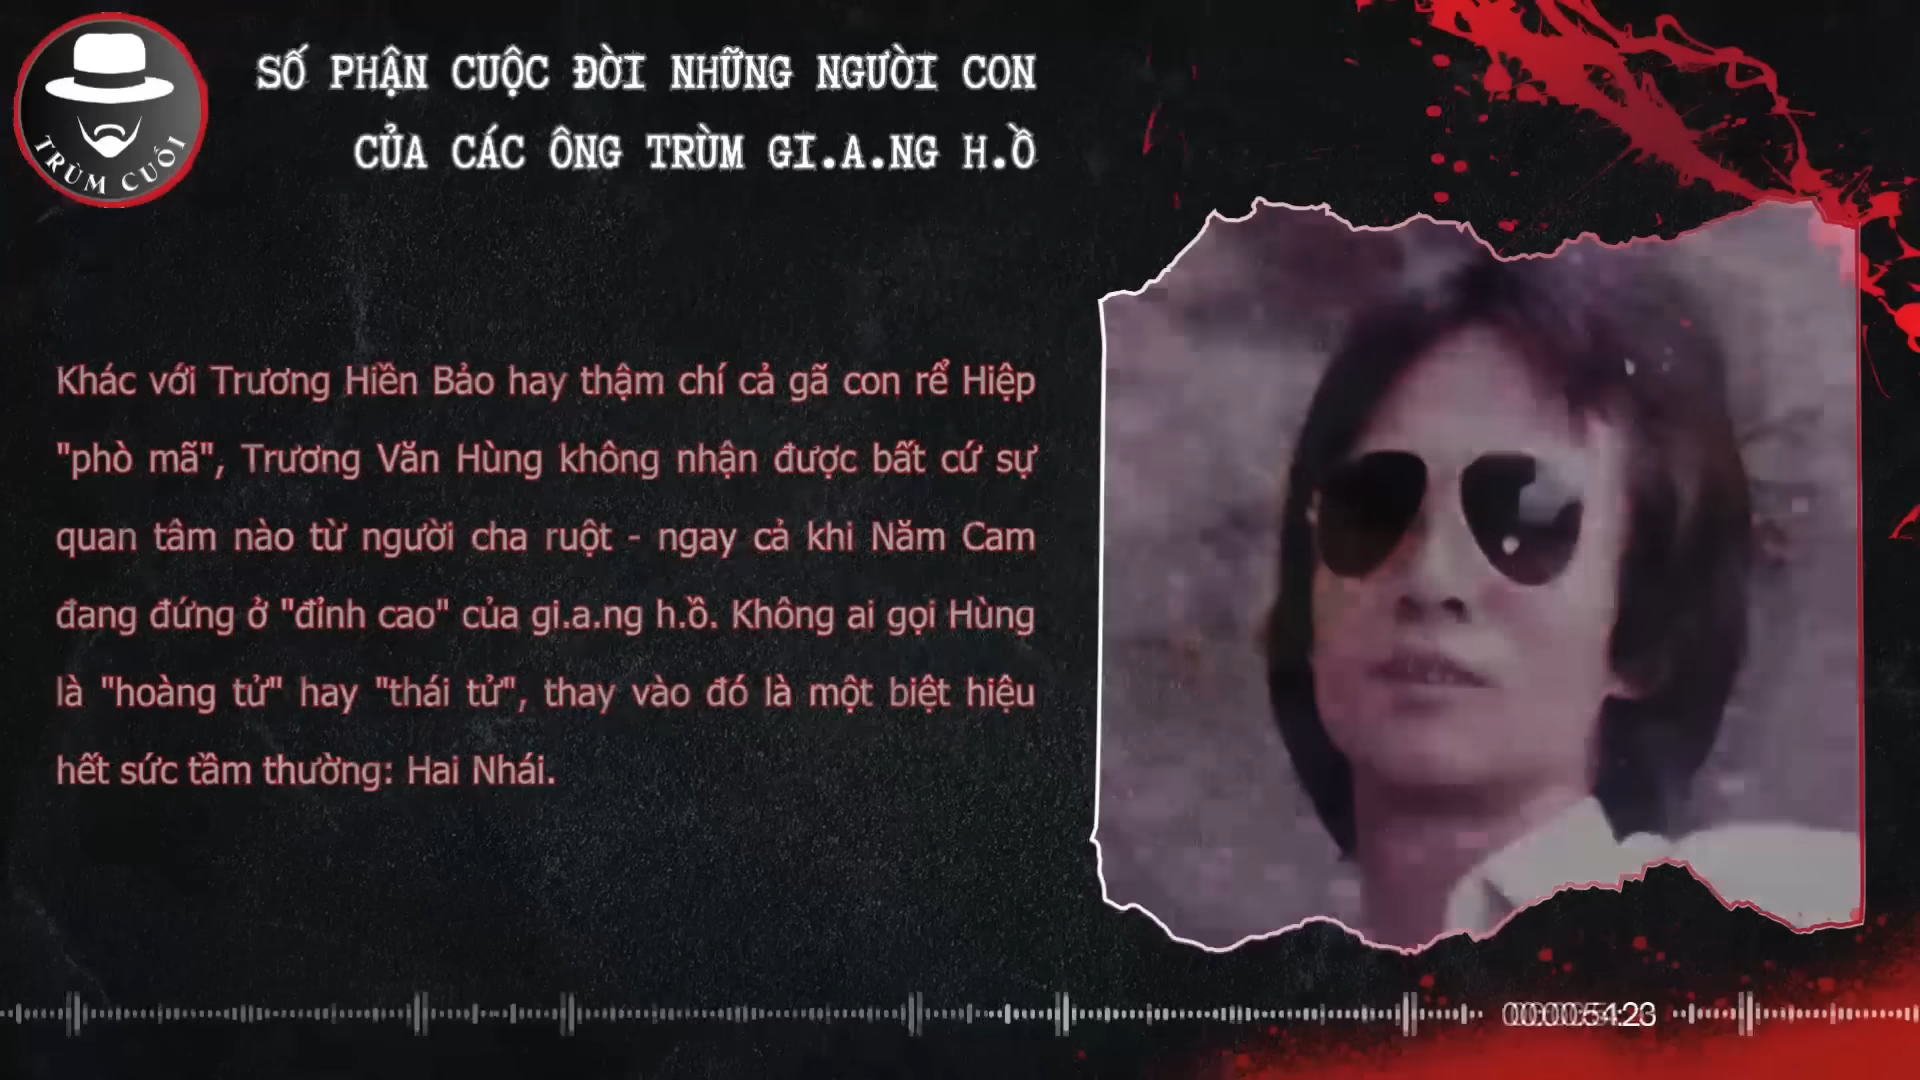 TRÙM CUỐI
SỐ PHẬN CUỘC ĐỜI NHỮNG NGƯỜI CON
CỦA CÁC ÔNG TRÙM GI.A.NG H.Ồ
Khác với Trương Hiền Bảo hay thậm chí cả gã con rể Hiệp
"phò mã", Trương Văn Hùng không nhận được bất cứ sự
quan tâm nào từ người cha ruột - ngay cả khi Năm Cam
đang đứng ở "đỉnh cao" của gi.a.ng h.ồ. Không ai gọi Hùng
là "hoàng tử" hay "thái tử", thay vào đó là một biệt hiệu
hết sức tầm thường: Hai Nhái.